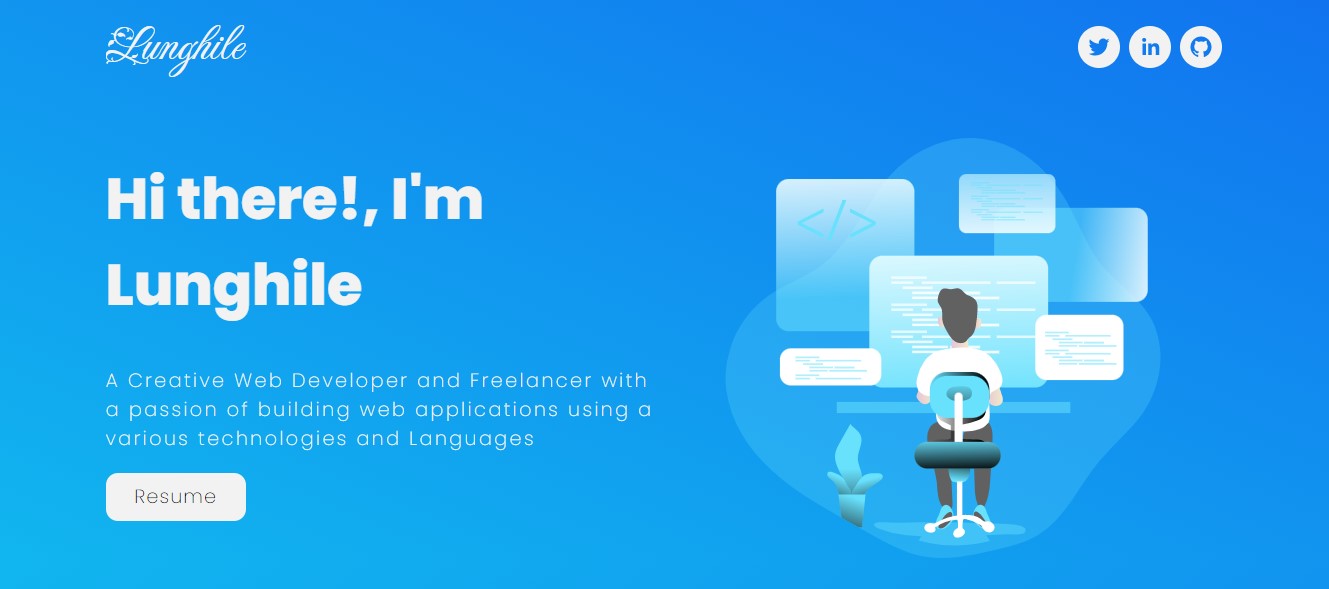 Lunghile
in
Hi there!, I'm
Lunghile
A Creative Web Developer and Freelancer with
a passion of building web applications using a
various technologies and Languages
Resume
</>